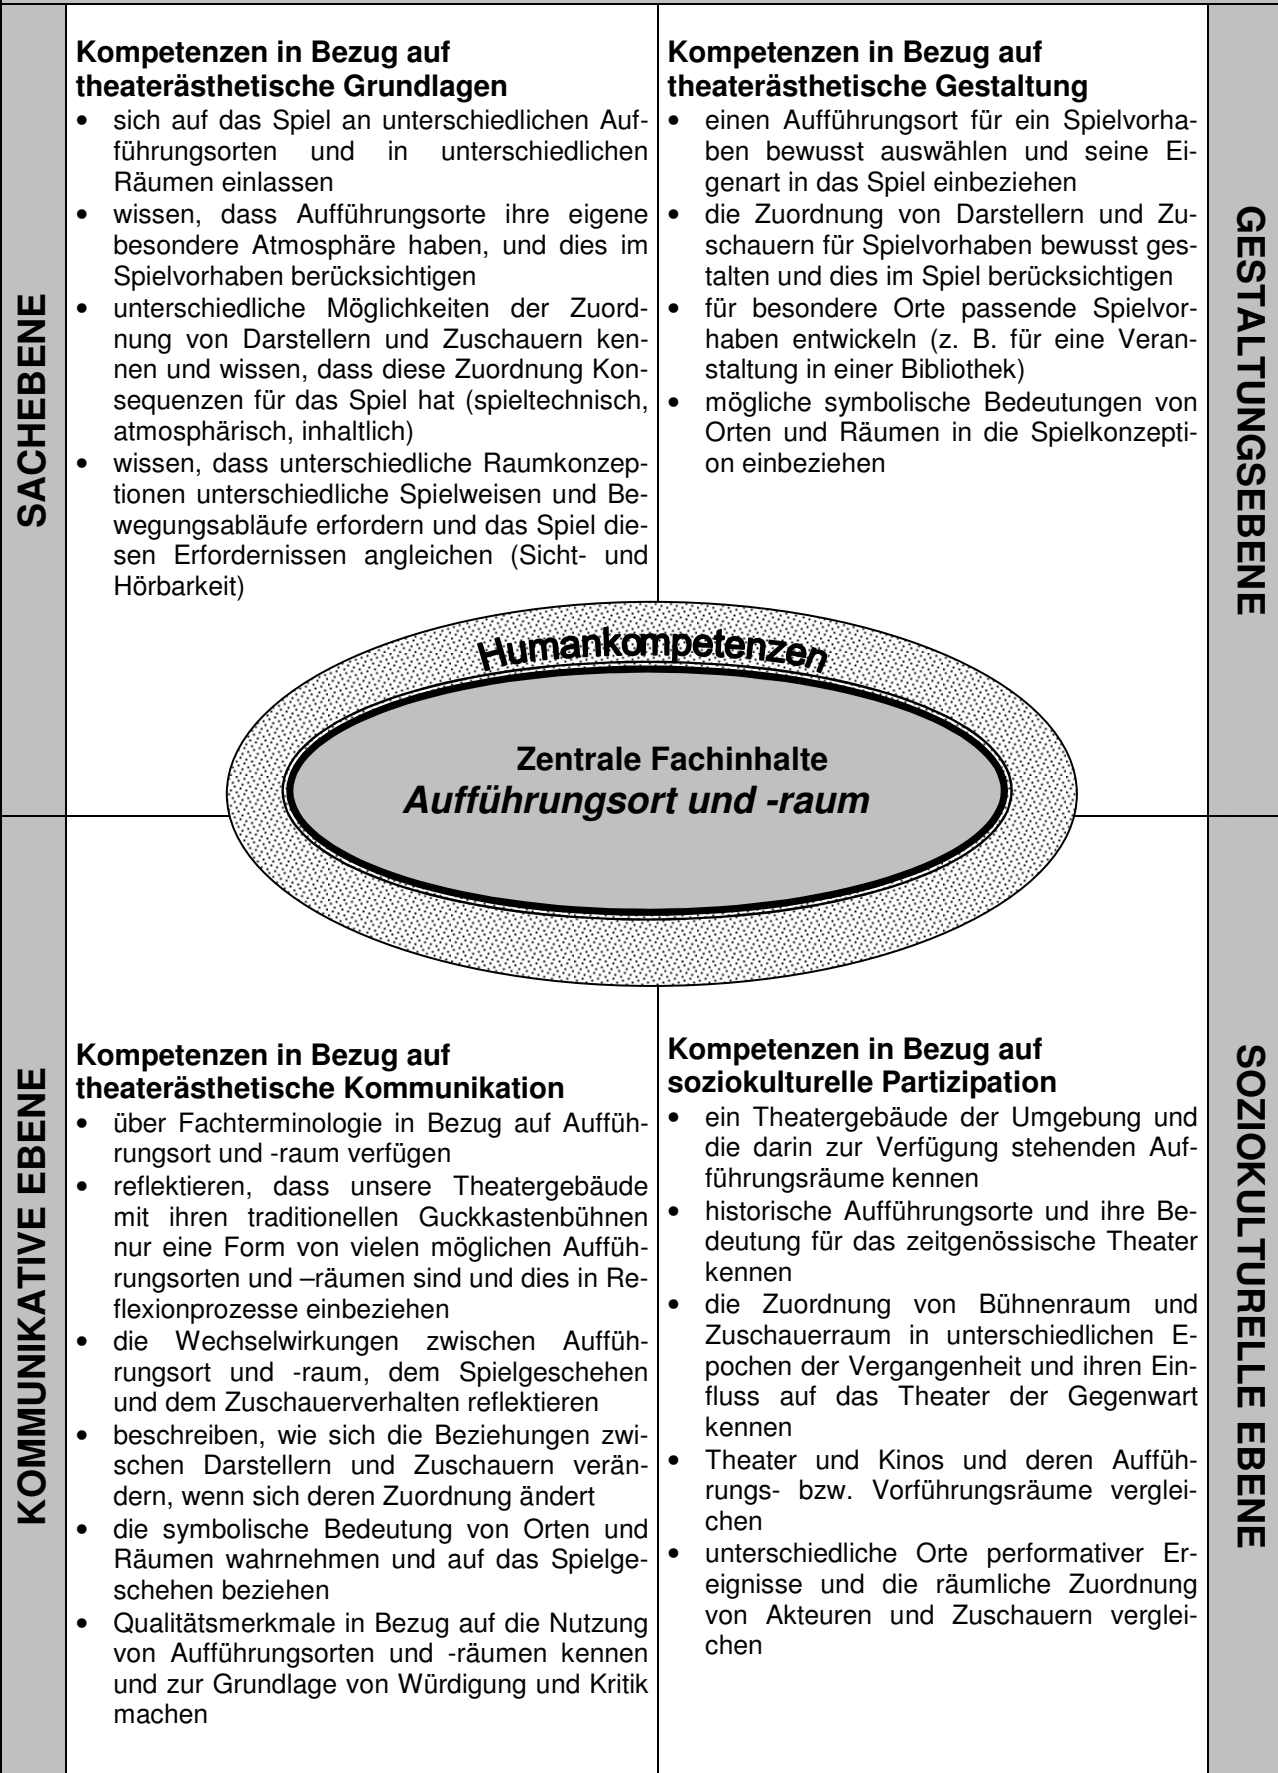 SACHEBENE
Kompetenzen in Bezug auf
theaterästhetische Grundlagen
• sich auf das Spiel an unterschiedlichen Auf-
führungsorten und in unterschiedlichen
Räumen einlassen
• wissen, dass Aufführungsorte ihre eigene
besondere Atmosphäre haben, und dies im
Spielvorhaben berücksichtigen
• unterschiedliche Möglichkeiten der Zuord-
nung von Darstellern und Zuschauern ken-
nen und wissen, dass diese Zuordnung Kon-
sequenzen für das Spiel hat (spieltechnisch,
atmosphärisch, inhaltlich)
• wissen, dass unterschiedliche Raumkonzep-
tionen unterschiedliche Spielweisen und Be-
wegungsabläufe erfordern und das Spiel die-
sen Erfordernissen angleichen (Sicht- und
Hörbarkeit)
Kompetenzen in Bezug auf
theaterästhetische Gestaltung
• einen Aufführungsort für ein Spielvorha-
ben bewusst auswählen und seine Ei-
genart in das Spiel einbeziehen
• die Zuordnung von Darstellern und Zu-
schauern für Spielvorhaben bewusst ges-
talten und dies im Spiel berücksichtigen
• für besondere Orte passende Spielvor-
haben entwickeln (z. B. für eine Veran-
staltung in einer Bibliothek)
• mögliche symbolische Bedeutungen von
Orten und Räumen in die Spielkonzepti-
on einbeziehen
GESTALTUNGSEBENE
Humankompetenzen
Zentrale Fachinhalte
Aufführungsort und -raum
KOMMUNIKATIVE EBENE
Kompetenzen in Bezug auf
theaterästhetische Kommunikation
• über Fachterminologie in Bezug auf Auffüh-
rungsort und -raum verfügen
• reflektieren, dass unsere Theatergebäude
mit ihren traditionellen Guckkastenbühnen
nur eine Form von vielen möglichen Auffüh-
rungsorten und –räumen sind und dies in Re-
flexionprozesse einbeziehen
• die Wechselwirkungen zwischen Auffüh-
rungsort und -raum, dem Spielgeschehen
und dem Zuschauerverhalten reflektieren
• beschreiben, wie sich die Beziehungen zwi-
schen Darstellern und Zuschauern verän-
dern, wenn sich deren Zuordnung ändert
• die symbolische Bedeutung von Orten und
Räumen wahrnehmen und auf das Spielge-
schehen beziehen
• Qualitätsmerkmale in Bezug auf die Nutzung
von Aufführungsorten und -räumen kennen
und zur Grundlage von Würdigung und Kritik
machen
Kompetenzen in Bezug auf
soziokulturelle Partizipation
• ein Theatergebäude der Umgebung und
die darin zur Verfügung stehenden Auf-
führungsräume kennen
• historische Aufführungsorte und ihre Be-
deutung für das zeitgenössische Theater
kennen
• die Zuordnung von Bühnenraum und
Zuschauerraum in unterschiedlichen E-
pochen der Vergangenheit und ihren Ein-
fluss auf das Theater der Gegenwart
kennen
• Theater und Kinos und deren Auffüh-
rungs- bzw. Vorführungsräume verglei-
chen
• unterschiedliche Orte performativer Er-
eignisse und die räumliche Zuordnung
von Akteuren und Zuschauern verglei-
chen
SOZIOKULTURELLE EBENE